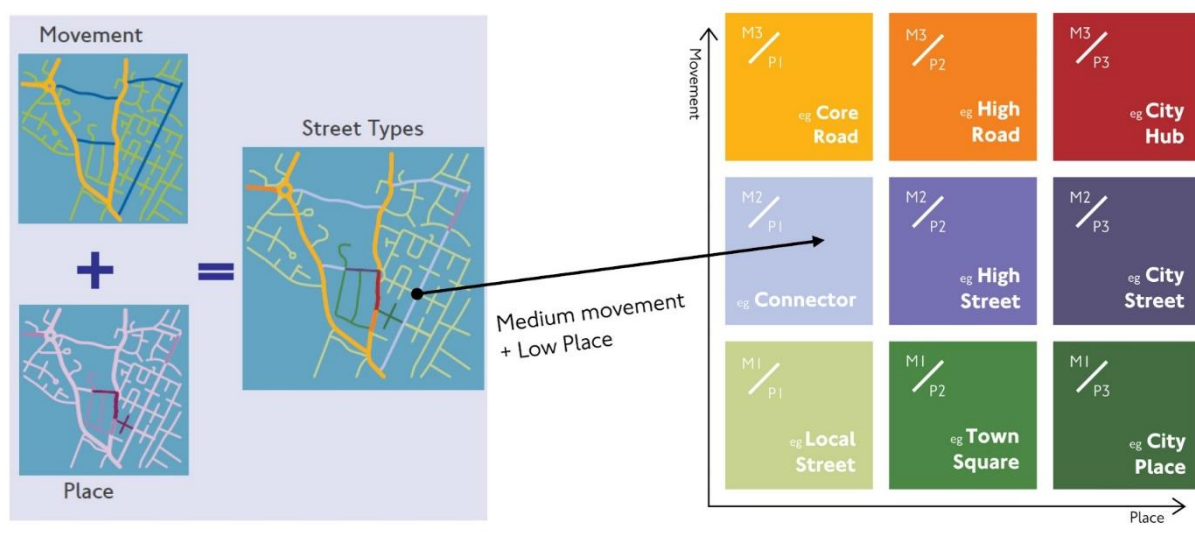 Movement
+
Place
=
Street Types
Medium movement
+ Low Place
Movement
M3
P1
eg Core
Road
M3
P2
eg High
Road
M3
P3
eg City
Hub
M2
P1
eg Connector
M2
P2
eg High
Street
M2
P3
eg City
Street
M1
P1
eg Local
Street
M1
P2
eg Town
Square
M1
P3
eg City
Place
Place